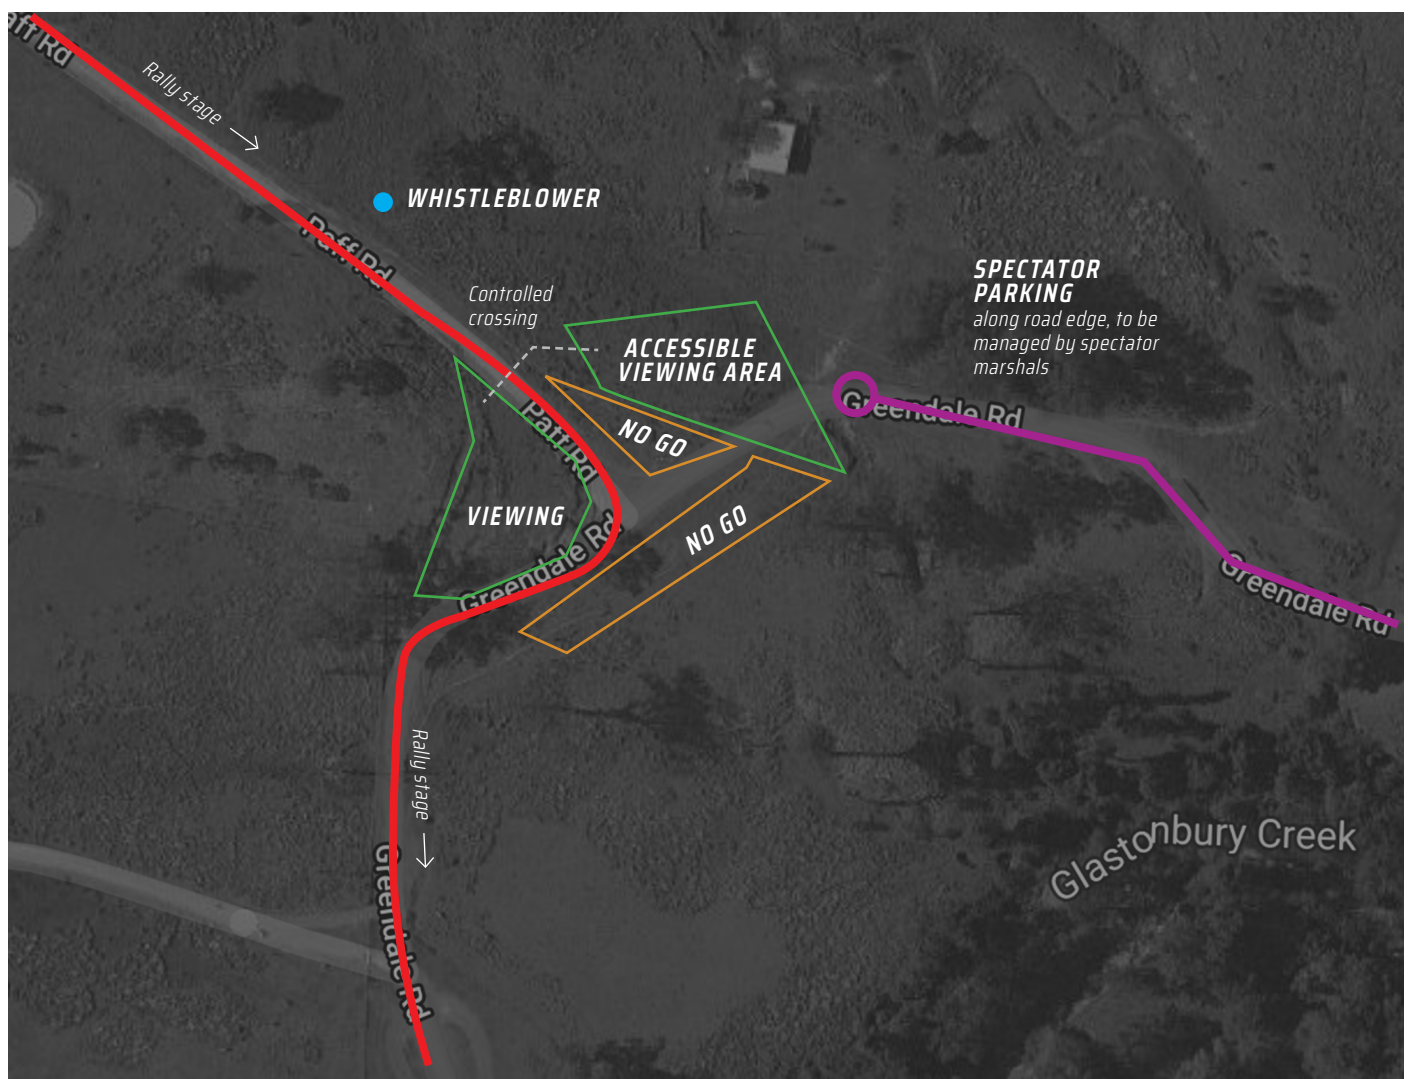 aff Rd
Rally stage
WHISTLEBLOWER
Paff Rd
Controlled
crossing
SPECTATOR
PARKING
along road edge, to be
managed by spectator
marshals
ACCESSIBLE
VIEWING AREA
Greendale Rd
Paff Rd
NO GO
VIEWING
NO GO
Greendale Rd
Greendale Rd
Rally stage
Glastonbury Creek
Greendale Rd